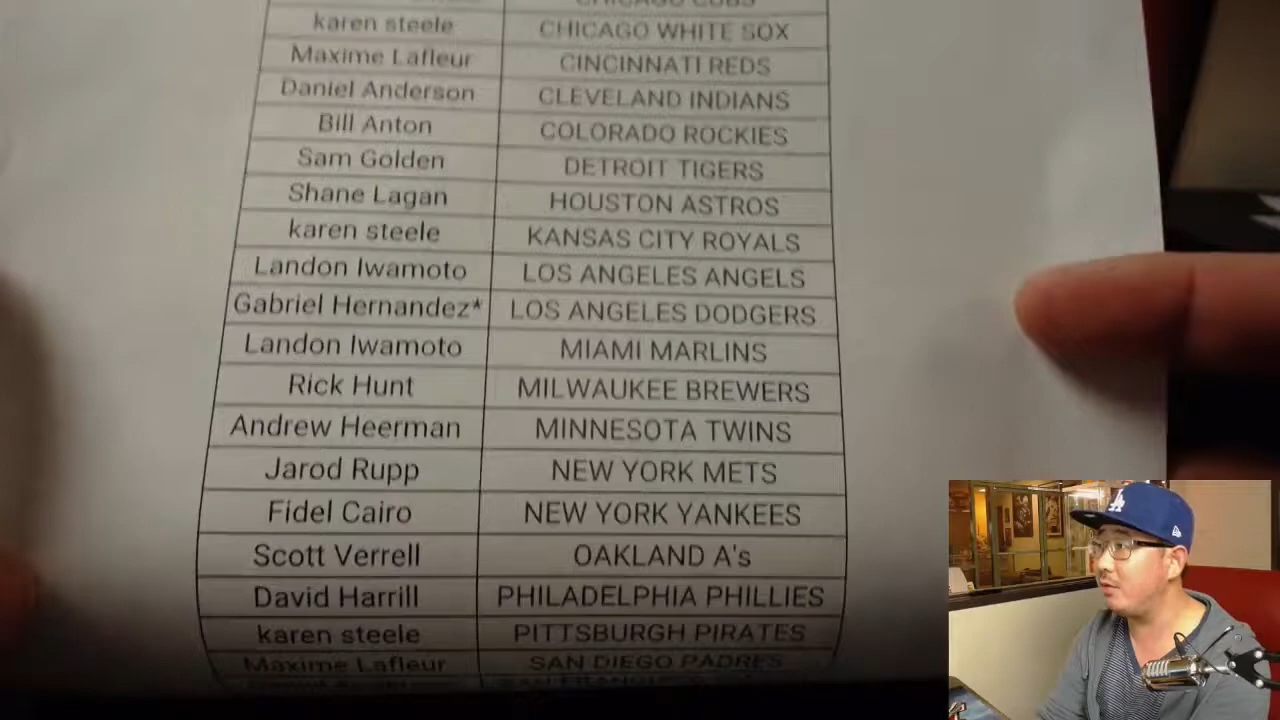 CHICAGO CUBS
karen steele CHICAGO WHITE SOX
Maxime Lafleur CINCINNATI REDS
Daniel Anderson CLEVELAND INDIANS
Bill Anton COLORADO ROCKIES
Sam Golden DETROIT TIGERS
Shane Lagan HOUSTON ASTROS
karen steele KANSAS CITY ROYALS
Landon Iwamoto LOS ANGELES ANGELS
Gabriel Hernandez* LOS ANGELES DODGERS
Landon Iwamoto MIAMI MARLINS
Rick Hunt MILWAUKEE BREWERS
Andrew Heerman MINNESOTA TWINS
Jarod Rupp NEW YORK METS
Fidel Cairo NEW YORK YANKEES
Scott Verrell OAKLAND A's
David Harrill PHILADELPHIA PHILLIES
karen steele PITTSBURGH PIRATES
Maxime Lafleur SAN DIEGO PADRES
LA